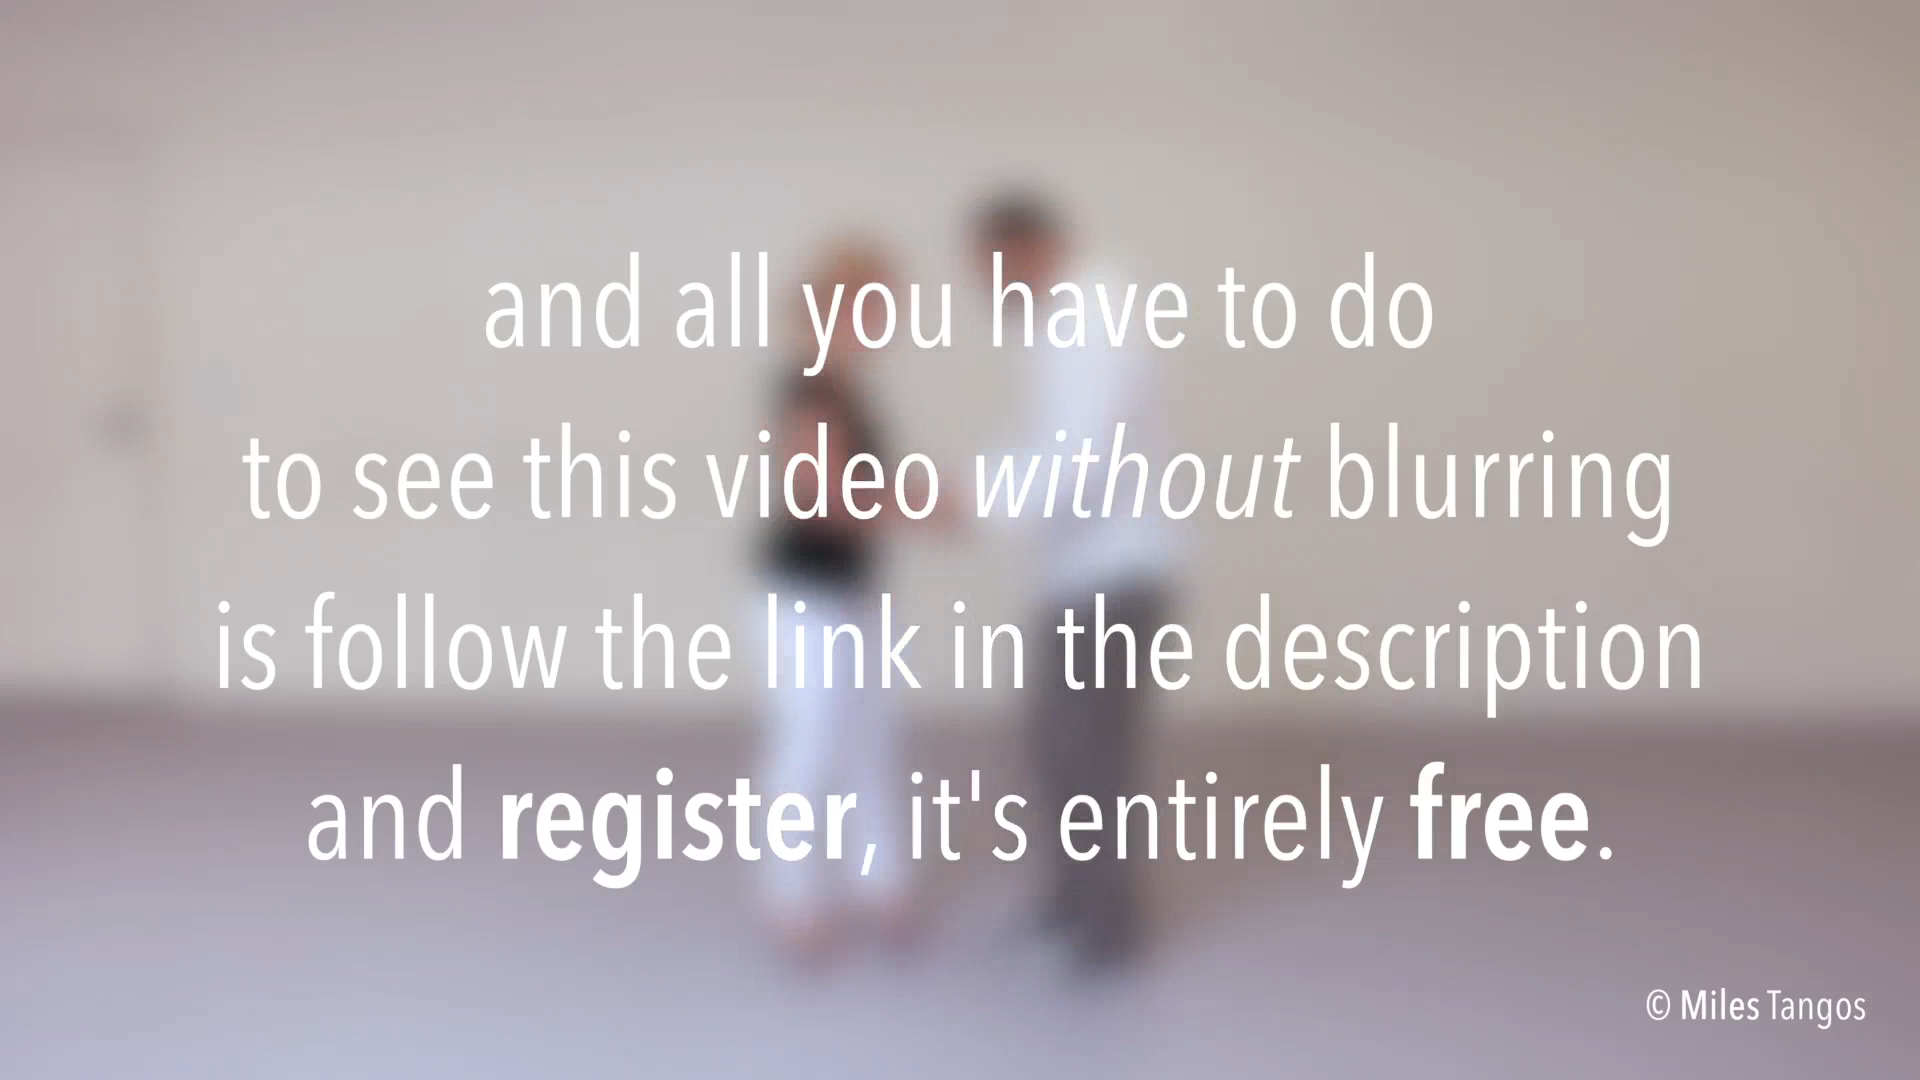 and all you have to do
to see this video without blurring
is follow the link in the description
and register, it's entirely free.
© Miles Tangos